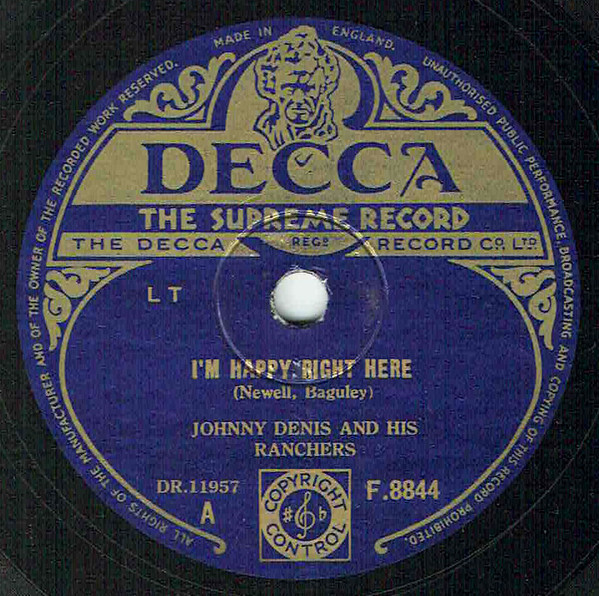 MADE IN ENGLAND.
UNAUTHORISED PUBLIC PERFORMANCE, BROADCASTING AND COPYING OF THIS RECORD PROHIBITED.
ALL RIGHTS OF THE MANUFACTURER AND OF THE OWNER OF THE RECORDED WORK RESERVED.
DECCA
THE SUPREME RECORD
THE DECCA REGD RECORD CO. LTD.
L T
I'M HAPPY RIGHT HERE
(Newell, Baguley)
JOHNNY DENIS AND HIS
RANCHERS
DR.11957 F.8844
A
COPYRIGHT
CONTROL